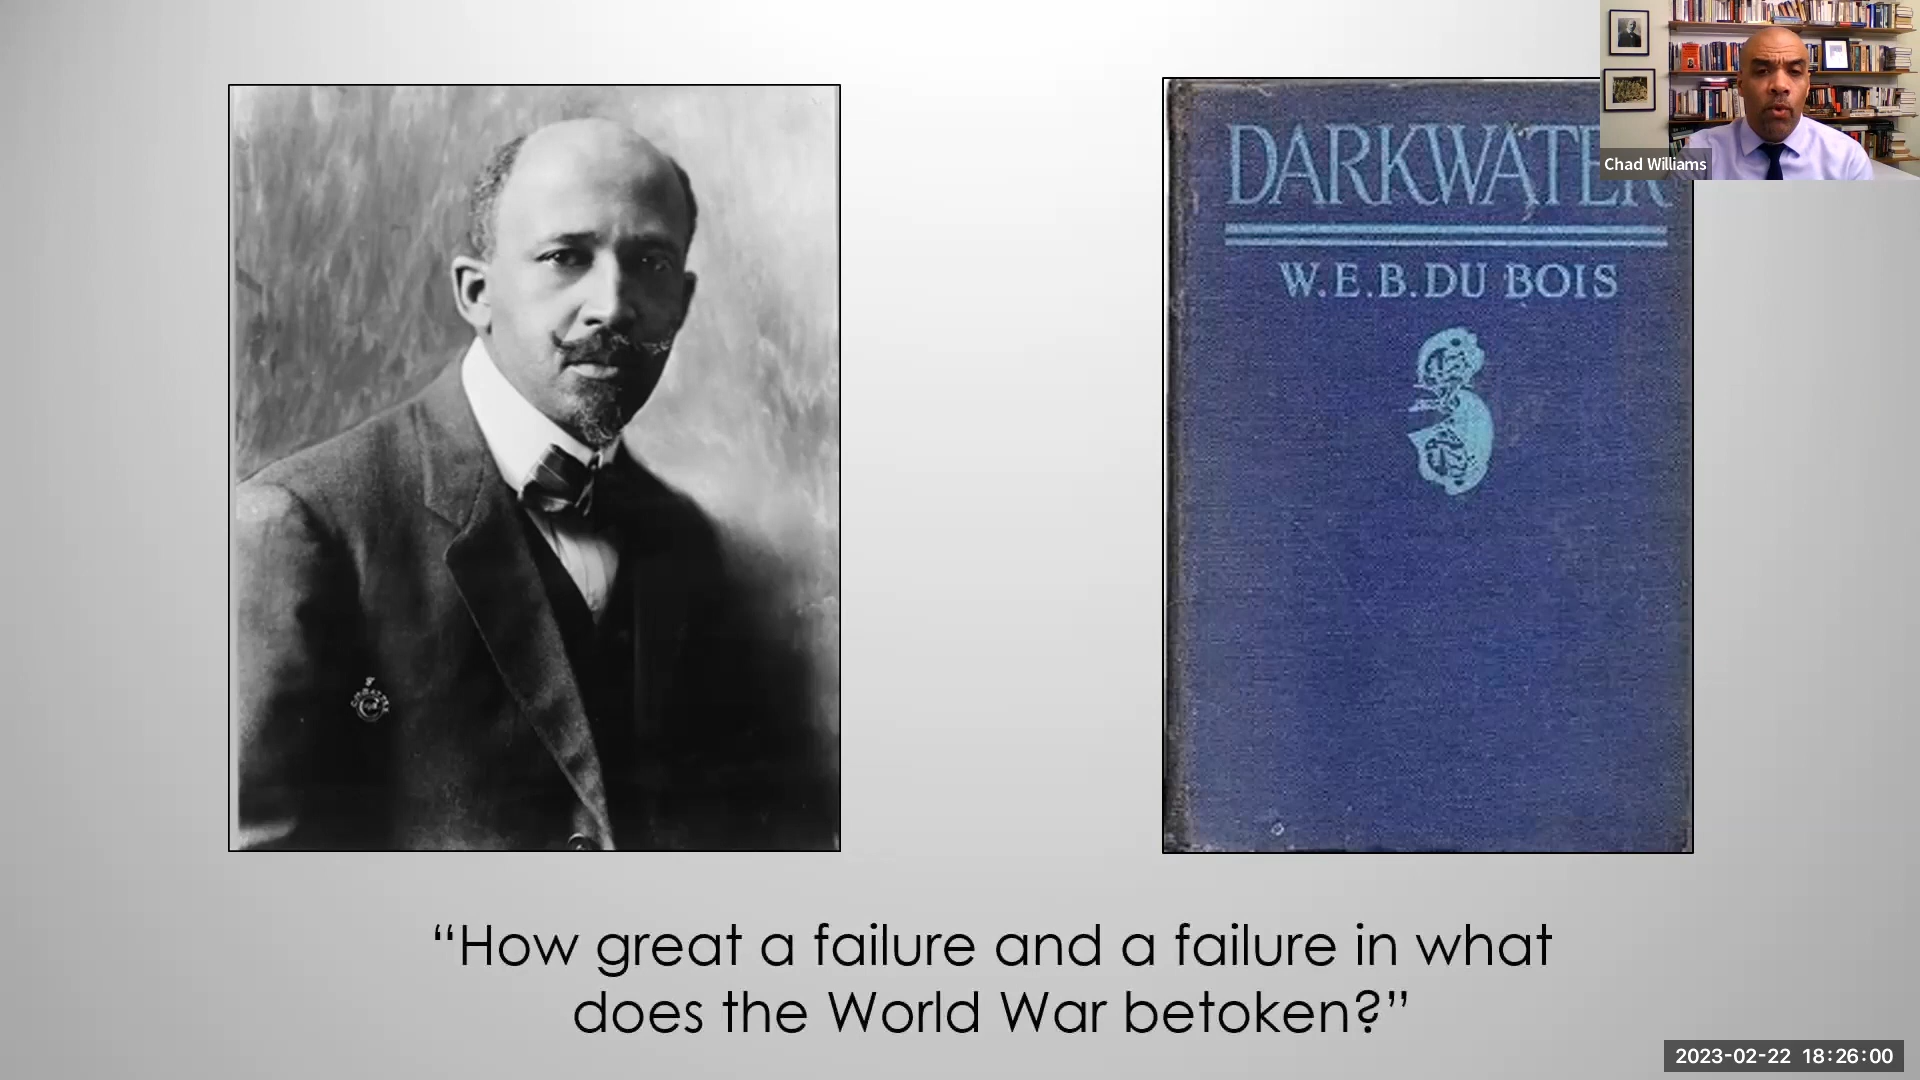 DARKWATER
W.E.B. DU BOIS
Chad Williams
“How great a failure and a failure in what
does the World War betoken?”
2023-02-22 18:26:00